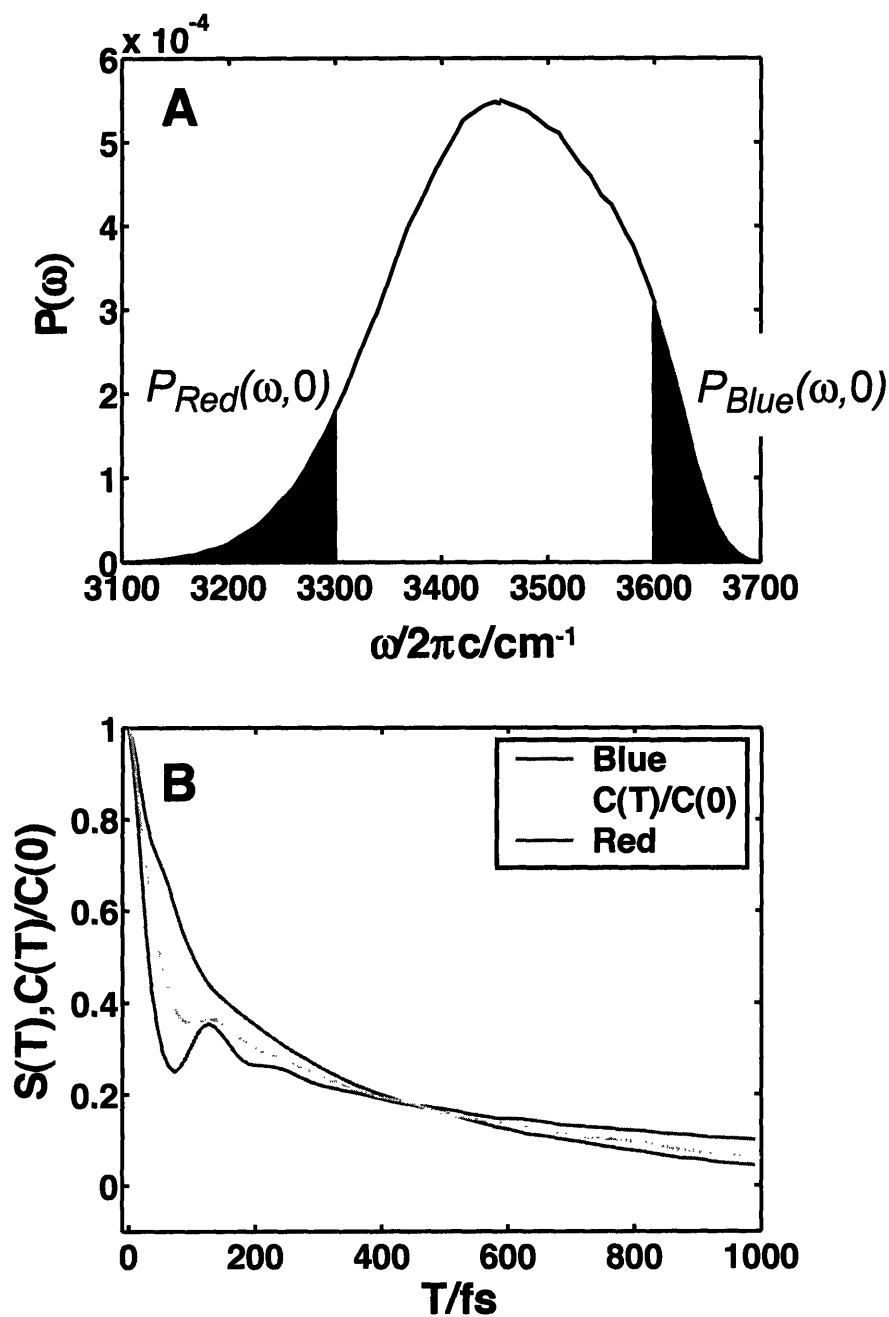 x 10⁻⁴
6
5
4
3
2
1
0
P(ω)
A
P_Red(ω,0)
P_Blue(ω,0)
3100 3200 3300 3400 3500 3600 3700
ω/2πc/cm⁻¹
1
0.8
0.6
0.4
0.2
0
S(T),C(T)/C(0)
B
Blue
C(T)/C(0)
Red
0 200 400 600 800 1000
T/fs